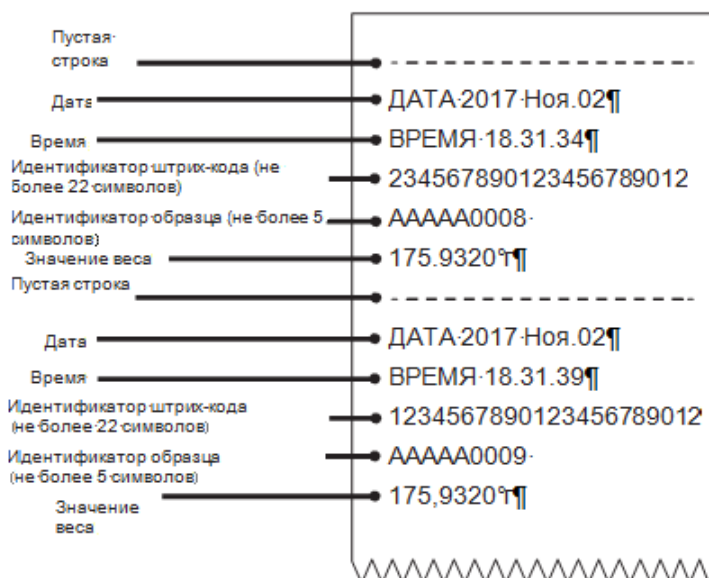 Пустая
строка
Дата
ДАТА·2017·Ноя.02¶
Время
ВРЕМЯ·18.31.34¶
Идентификатор штрих-кода (не
более 22 символов)
234567890123456789012
Идентификатор образца (не более 5
символов)
AAAAA0008·
Значение веса
175.9320°г¶
Пустая строка
Дата
ДАТА·2017·Ноя.02¶
Время
ВРЕМЯ·18.31.39¶
Идентификатор штрих-кода
(не более 22 символов)
1234567890123456789012
Идентификатор образца
(не более 5 символов)
AAAAA0009·
Значение
веса
175,9320°г¶